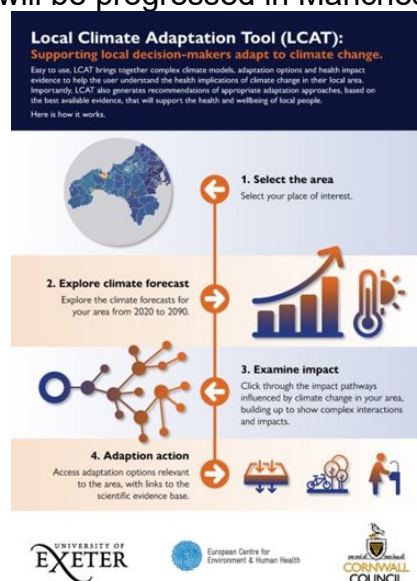 will be progressed in Manches
Local Climate Adaptation Tool (LCAT):
Supporting local decision-makers adapt to climate change.
Easy to use, LCAT brings together complex climate models, adaptation options and health impact
evidence to help the user understand the health implications of climate change in their local area.
Importantly, LCAT also generates recommendations of appropriate adaptation approaches, based on
the best available evidence, that will support the health and wellbeing of local people.
Here is how it works.
1. Select the area
Select your place of interest.
2. Explore climate forecast
Explore the climate forecasts for
your area from 2020 to 2090.
3. Examine impact
Click through the impact pathways
influenced by climate change in your area,
building up to show complex interactions
and impacts.
4. Adaption action
Access adaptation options relevant
to the area, with links to the
scientific evidence base.
UNIVERSITY OF
EXETER
European Centre for
Environment & Human Health
CORNWALL
COUNCIL